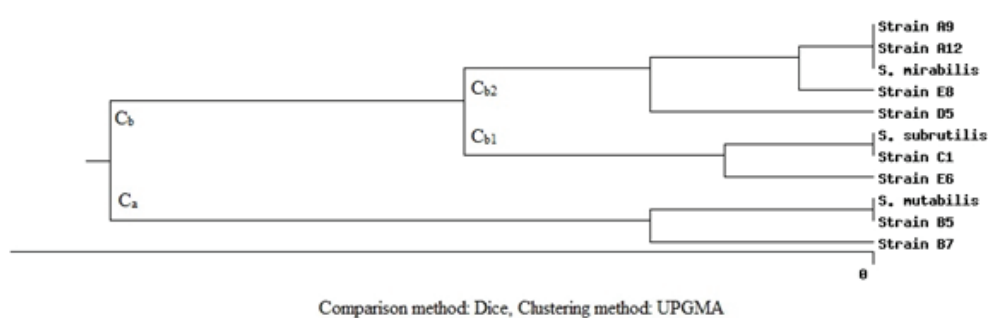 Strain A9
Strain A12
S. mirabilis
Strain E8
Cb2
Strain D5
Cb
S. subrutilis
Cb1
Strain C1
Strain E6
Ca
S. mutabilis
Strain B5
Strain B7
0
Comparison method: Dice, Clustering method: UPGMA